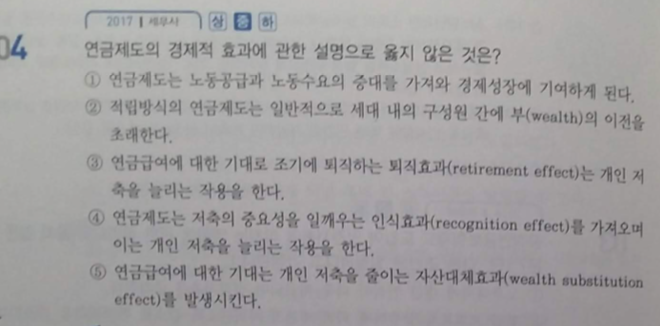 2017 | 세무사 상 중 하
04 연금제도의 경제적 효과에 관한 설명으로 옳지 않은 것은?
① 연금제도는 노동공급과 노동수요의 증대를 가져와 경제성장에 기여하게 된다.
② 적립방식의 연금제도는 일반적으로 세대 내의 구성원 간에 부(wealth)의 이전을
초래한다.
③ 연금급여에 대한 기대로 조기에 퇴직하는 퇴직효과(retirement effect)는 개인 저
축을 늘리는 작용을 한다.
④ 연금제도는 저축의 중요성을 일깨우는 인식효과(recognition effect)를 가져오며
이는 개인 저축을 늘리는 작용을 한다.
⑤ 연금급여에 대한 기대는 개인 저축을 줄이는 자산대체효과(wealth substitution
effect)를 발생시킨다.